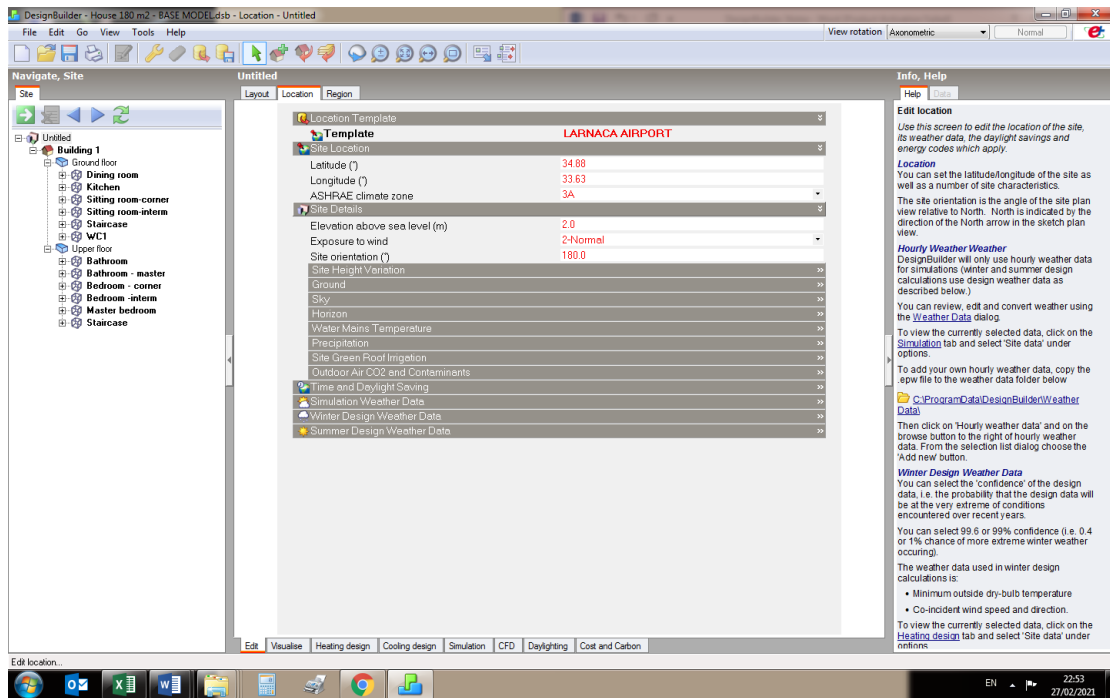 DesignBuilder - House 180 m2 - BASE MODEL.dsb - Location - Untitled
File Edit Go View Tools Help
View rotation Axonometric Normal
Navigate, Site
Site
Untitled
Building 1
Ground floor
Dining room
Kitchen
Sitting room-corner
Sitting room-interm
Staircase
WC1
Upper floor
Bathroom
Bathroom - master
Bedroom - corner
Bedroom -interm
Master bedroom
Staircase
Untitled
Layout Location Region
Location Template
Template LARNACA AIRPORT
Site Location
Latitude (°) 34.88
Longitude (°) 33.63
ASHRAE climate zone 3A
Site Details
Elevation above sea level (m) 2.0
Exposure to wind 2-Normal
Site orientation (°) 180.0
Site Height Variation
Ground
Sky
Horizon
Water Mains Temperature
Precipitation
Site Green Roof Irrigation
Outdoor Air CO2 and Contaminants
Time and Daylight Saving
Simulation Weather Data
Winter Design Weather Data
Summer Design Weather Data
Edit Visualise Heating design Cooling design Simulation CFD Daylighting Cost and Carbon
Info, Help
Help Data
Edit location
Use this screen to edit the location of the site,
its weather data, the daylight savings and
energy codes which apply.
Location
You can set the latitude/longitude of the site as
well as a number of site characteristics.
The site orientation is the angle of the site plan
view relative to North. North is indicated by the
direction of the North arrow in the sketch plan
view.
Hourly Weather Weather
DesignBuilder will only use hourly weather data
for simulations (winter and summer design
calculations use design weather data as
described below.)
You can review, edit and convert weather using
the Weather Data dialog.
To view the currently selected data, click on the
Simulation tab and select 'Site data' under
options.
To add your own hourly weather data, copy the
.epw file to the weather data folder below
C:\ProgramData\DesignBuilder\Weather
Data\
Then click on 'Hourly weather data' and on the
browse button to the right of hourly weather
data. From the selection list dialog choose the
'Add new' button.
Winter Design Weather Data
You can select the 'confidence' of the design
data, i.e. the probability that the design data will
be at the very extreme of conditions
encountered over recent years.
You can select 99.6 or 99% confidence (i.e. 0.4
or 1% chance of more extreme winter weather
occuring).
The weather data used in winter design
calculations is:
• Minimum outside dry-bulb temperature
• Co-incident wind speed and direction.
To view the currently selected data, click on the
Heating design tab and select 'Site data' under
options
Edit location...
EN
22:53
27/02/2021